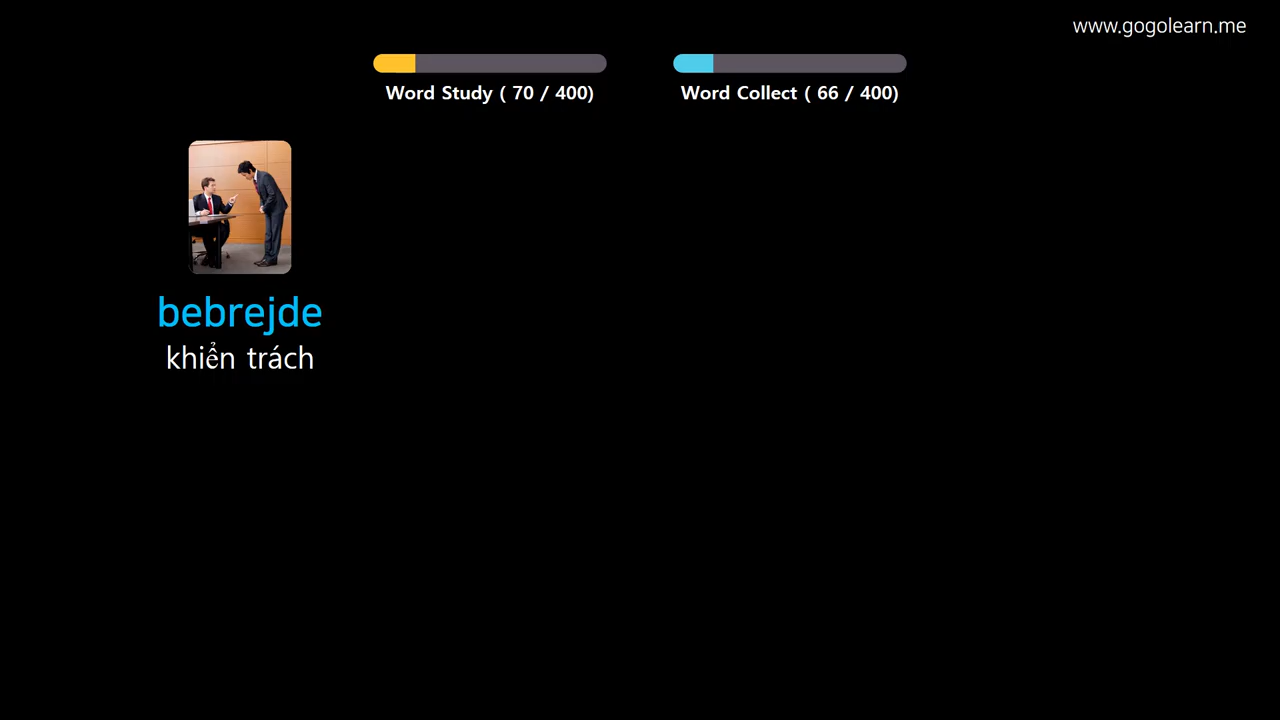 www.gogolearn.me
Word Study ( 70 / 400)
Word Collect ( 66 / 400)
bebrejde
khiển trách